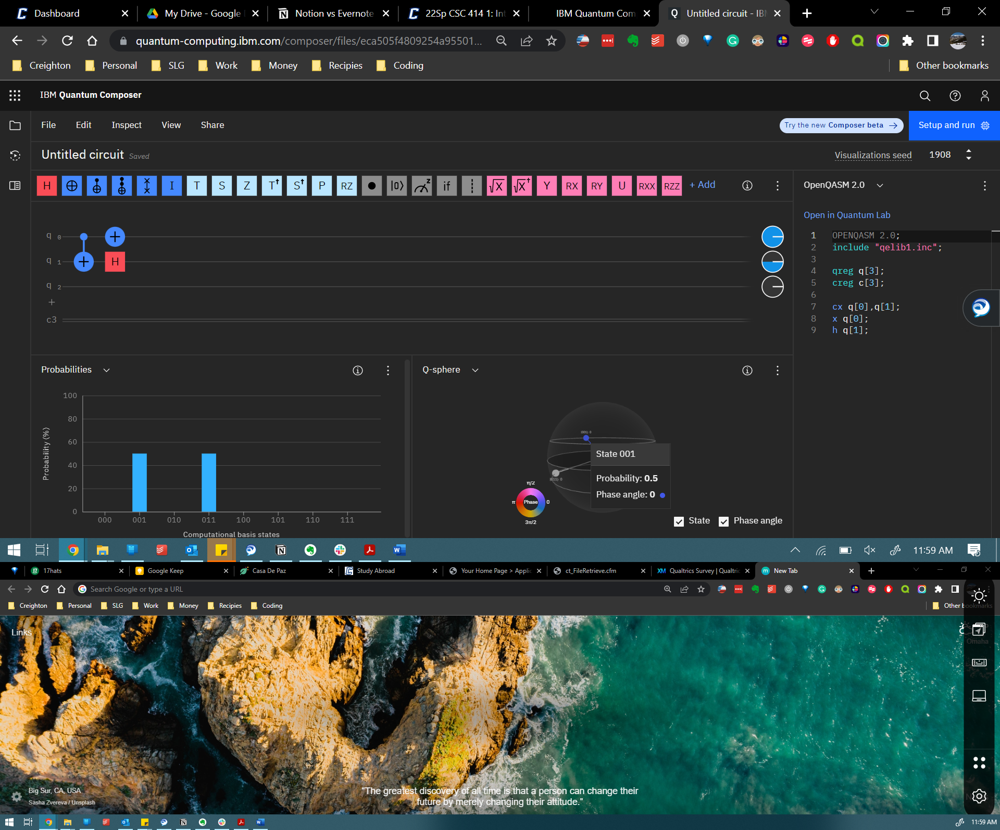 Dashboard
My Drive - Google
Notion vs Evernote
22Sp CSC 414 1: Int
IBM Quantum Com
Untitled circuit - IB
quantum-computing.ibm.com/composer/files/eca505f4809254a95501...
Creighton
Personal
SLG
Work
Money
Recipies
Coding
Other bookmarks
IBM Quantum Composer
File
Edit
Inspect
View
Share
Try the new Composer beta →
Setup and run
Untitled circuit Saved
Visualizations seed 1908
H
I
T
S
Z
T†
S†
P
RZ
|0⟩
z
if
√X
√X†
Y
RX
RY
U
RXX
RZZ
+ Add
OpenQASM 2.0
Open in Quantum Lab
q 0
q 1
H
q 2
+
c3
1 OPENQASM 2.0;
2 include "qelib1.inc";
3
4 qreg q[3];
5 creg c[3];
6
7 cx q[0],q[1];
8 x q[0];
9 h q[1];
Probabilities
100
80
60
40
20
0
Probability (%)
000 001 010 011 100 101 110 111
Computational basis states
Q-sphere
|001⟩ 0
|011⟩ 0
State 001
Probability: 0.5
Phase angle: 0
π/2
π
Phase
0
3π/2
State
Phase angle
11:59 AM
17hats
Google Keep
Casa De Paz
Study Abroad
Your Home Page > Applic
ct_FileRetrieve.cfm
Qualtrics Survey | Qualtric
New Tab
Search Google or type a URL
Creighton
Personal
SLG
Work
Money
Recipies
Coding
Other bookmarks
Links
Omaha
Big Sur, CA, USA
Sasha Zvereva / Unsplash
“The greatest discovery of all time is that a person can change their
future by merely changing their attitude.”
11:59 AM